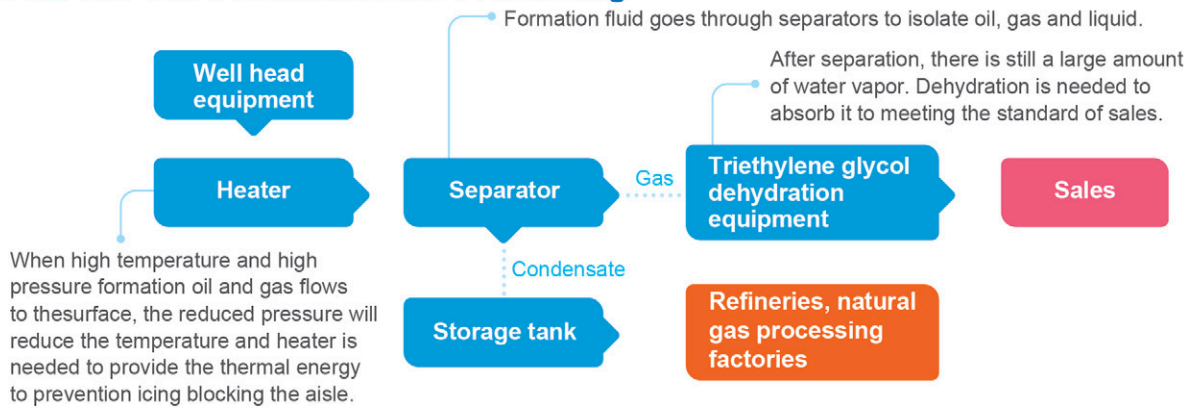 Formation fluid goes through separators to isolate oil, gas and liquid.
After separation, there is still a large amount
of water vapor. Dehydration is needed to
absorb it to meeting the standard of sales.
Well head
equipment
Heater
Separator
Gas
Triethylene glycol
dehydration
equipment
Sales
When high temperature and high
pressure formation oil and gas flows
to thesurface, the reduced pressure will
reduce the temperature and heater is
needed to provide the thermal energy
to prevention icing blocking the aisle.
Condensate
Storage tank
Refineries, natural
gas processing
factories